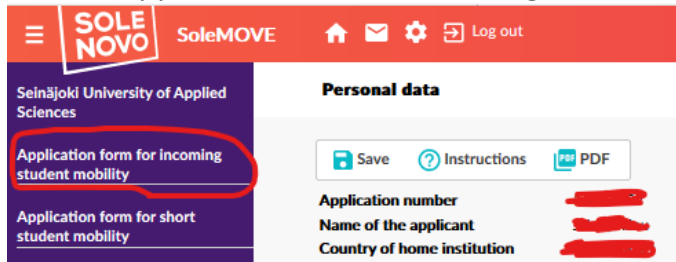 SOLE
NOVO
SoleMOVE
Log out
Seinäjoki University of Applied
Sciences
Application form for incoming
student mobility
Application form for short
student mobility
Personal data
Save
Instructions
PDF PDF
Application number
Name of the applicant
Country of home institution